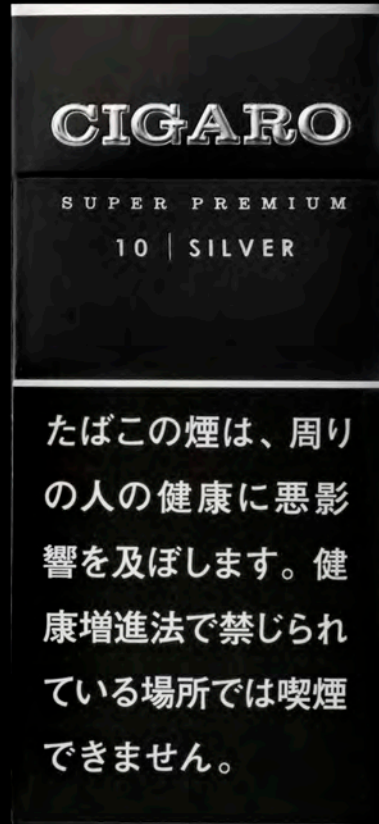 CIGARO
SUPER PREMIUM
10 | SILVER
たばこの煙は、周り
の人の健康に悪影
響を及ぼします。健
康増進法で禁じられ
ている場所では喫煙
できません。